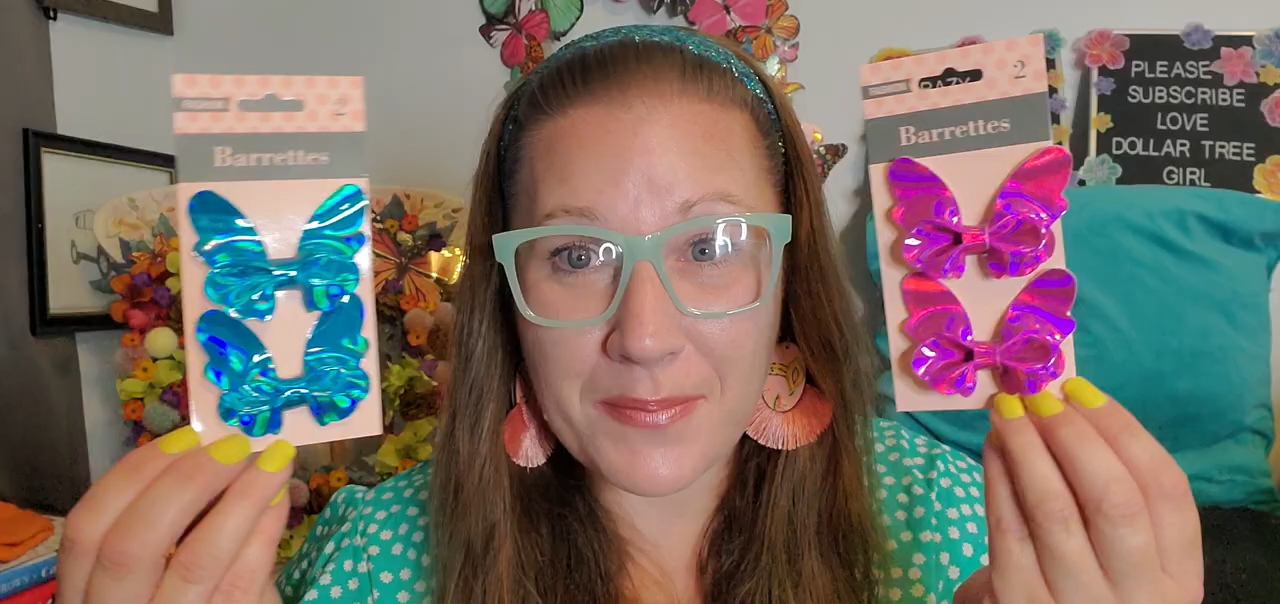 2
Barrettes
2
Barrettes
PLEASE
SUBSCRIBE
LOVE
DOLLAR TREE
GIRL